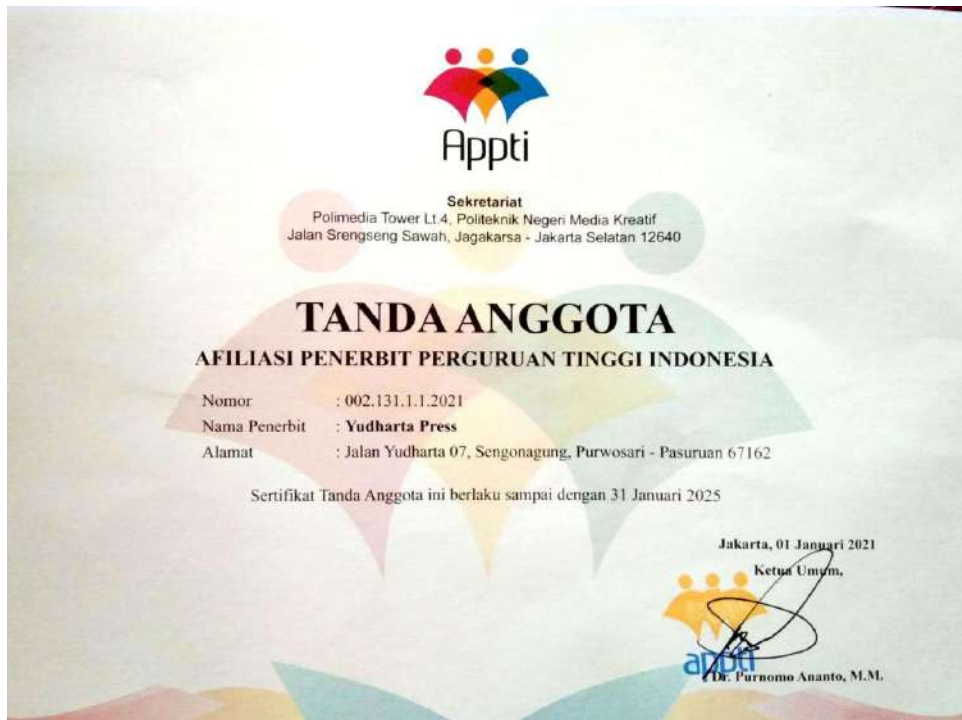 Appti
Sekretariat
Polimedia Tower Lt.4, Politeknik Negeri Media Kreatif
Jalan Srengseng Sawah, Jagakarsa - Jakarta Selatan 12640
TANDA ANGGOTA
AFILIASI PENERBIT PERGURUAN TINGGI INDONESIA
Nomor : 002.131.1.1.2021
Nama Penerbit : Yudharta Press
Alamat : Jalan Yudharta 07, Sengonagung, Purwosari - Pasuruan 67162
Sertifikat Tanda Anggota ini berlaku sampai dengan 31 Januari 2025
Jakarta, 01 Januari 2021
Ketua Umum,
appti
Dr. Purnomo Ananto, M.M.